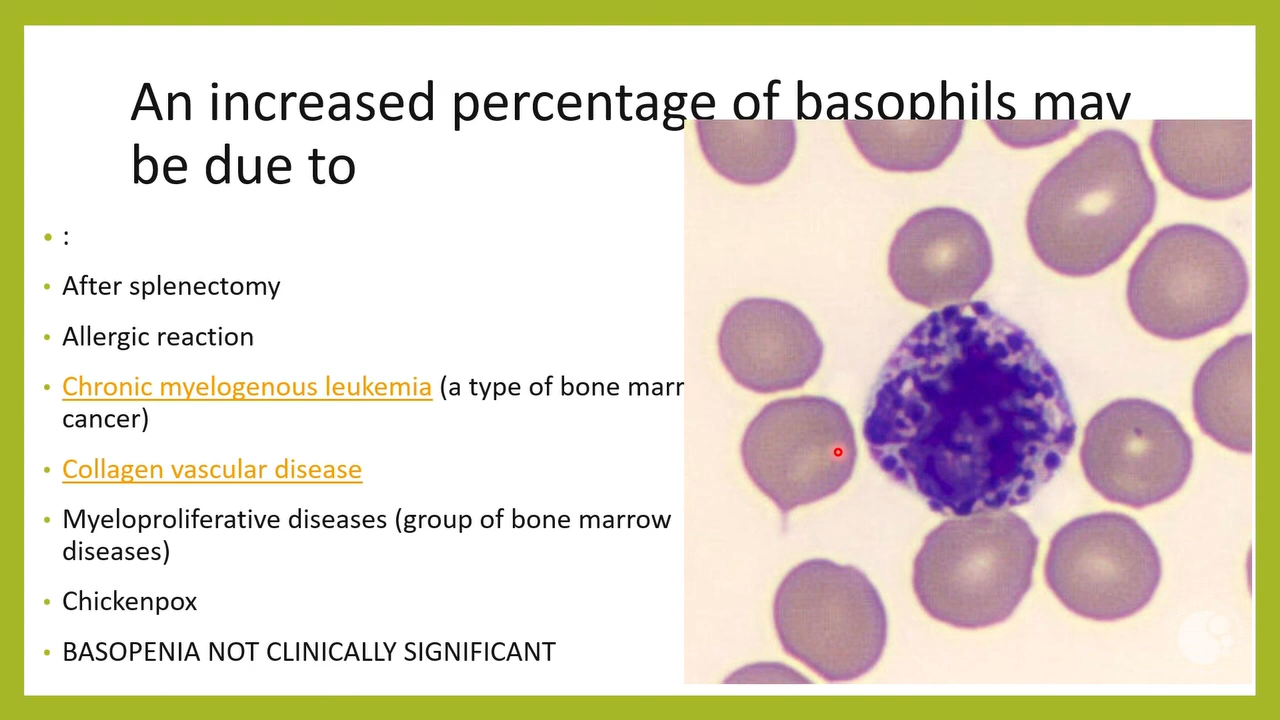 An increased percentage of basophils may
be due to
:
After splenectomy
Allergic reaction
Chronic myelogenous leukemia (a type of bone marr
cancer)
Collagen vascular disease
Myeloproliferative diseases (group of bone marrow
diseases)
Chickenpox
BASOPENIA NOT CLINICALLY SIGNIFICANT